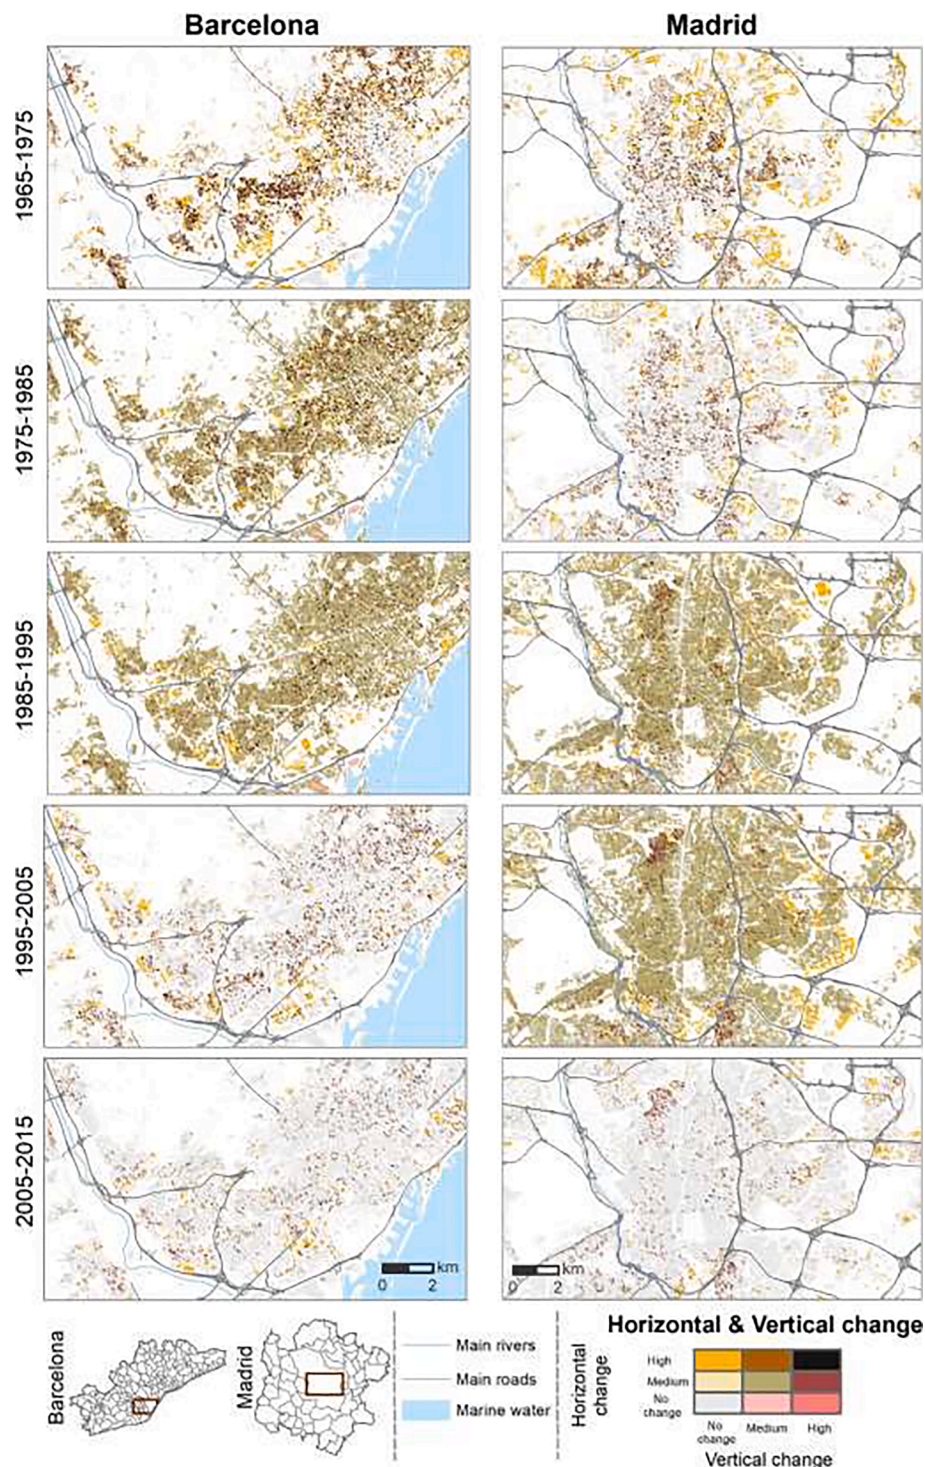 Barcelona
Madrid
1965-1975
1975-1985
1985-1995
1995-2005
2005-2015
km
0 2
km
0 2
Barcelona
Madrid
Main rivers
Main roads
Marine water
Horizontal
change
Horizontal & Vertical change
High
Medium
No
change
No
change
Medium
High
Vertical change